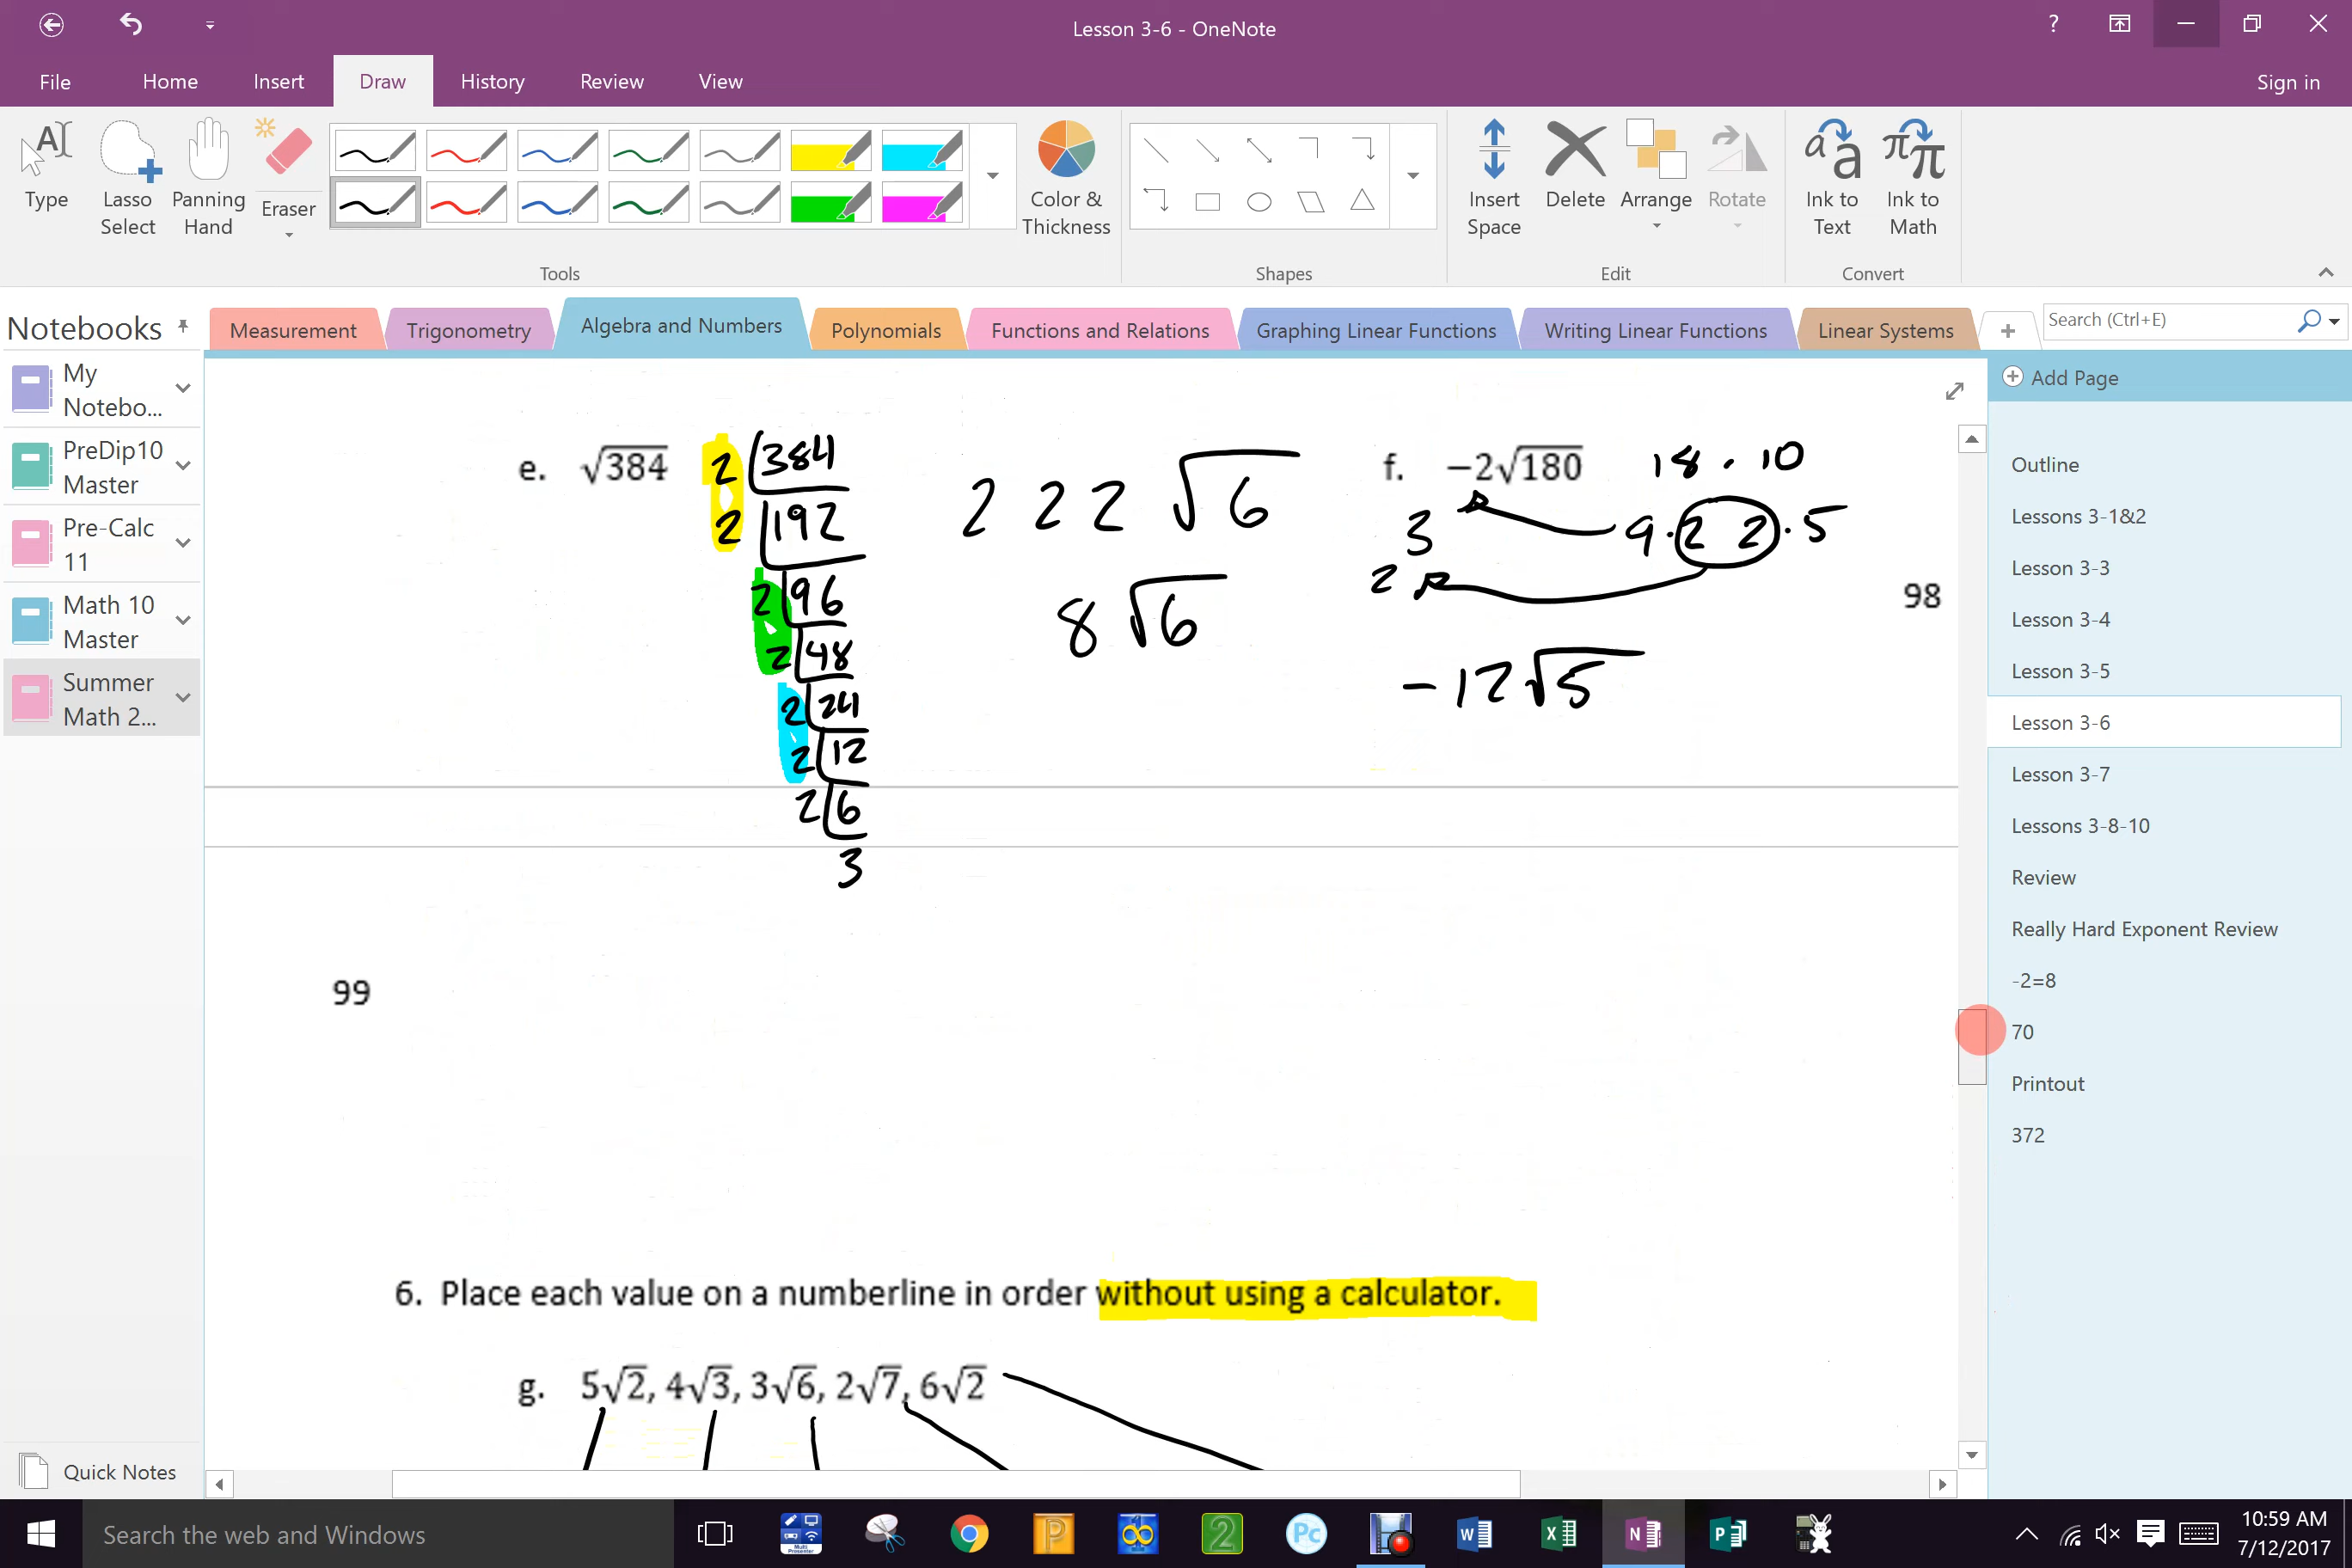 Lesson 3-6 - OneNote
?
File Home Insert Draw History Review View
Sign in
Type
Lasso Select
Panning Hand
Eraser
Color & Thickness
Insert Space
Delete
Arrange
Rotate
Ink to Text
Ink to Math
Tools
Shapes
Edit
Convert
Notebooks
Measurement Trigonometry Algebra and Numbers Polynomials Functions and Relations Graphing Linear Functions Writing Linear Functions Linear Systems +
Search (Ctrl+E)
My Notebo...
PreDip10 Master
Pre-Calc 11
Math 10 Master
Summer Math 2...
Quick Notes
e. √384
2 384
2 192
2 96
2 48
2 24
2 12
2 6
3
2 2 2 √6
8 √6
f. −2√180
18 · 10
3
9 · 2 2 · 5
2
− 12√5
98
99
6. Place each value on a numberline in order without using a calculator.
g. 5√2, 4√3, 3√6, 2√7, 6√2
Add Page
Outline
Lessons 3-1&2
Lesson 3-3
Lesson 3-4
Lesson 3-5
Lesson 3-6
Lesson 3-7
Lessons 3-8-10
Review
Really Hard Exponent Review
-2=8
70
Printout
372
Search the web and Windows
10:59 AM
7/12/2017